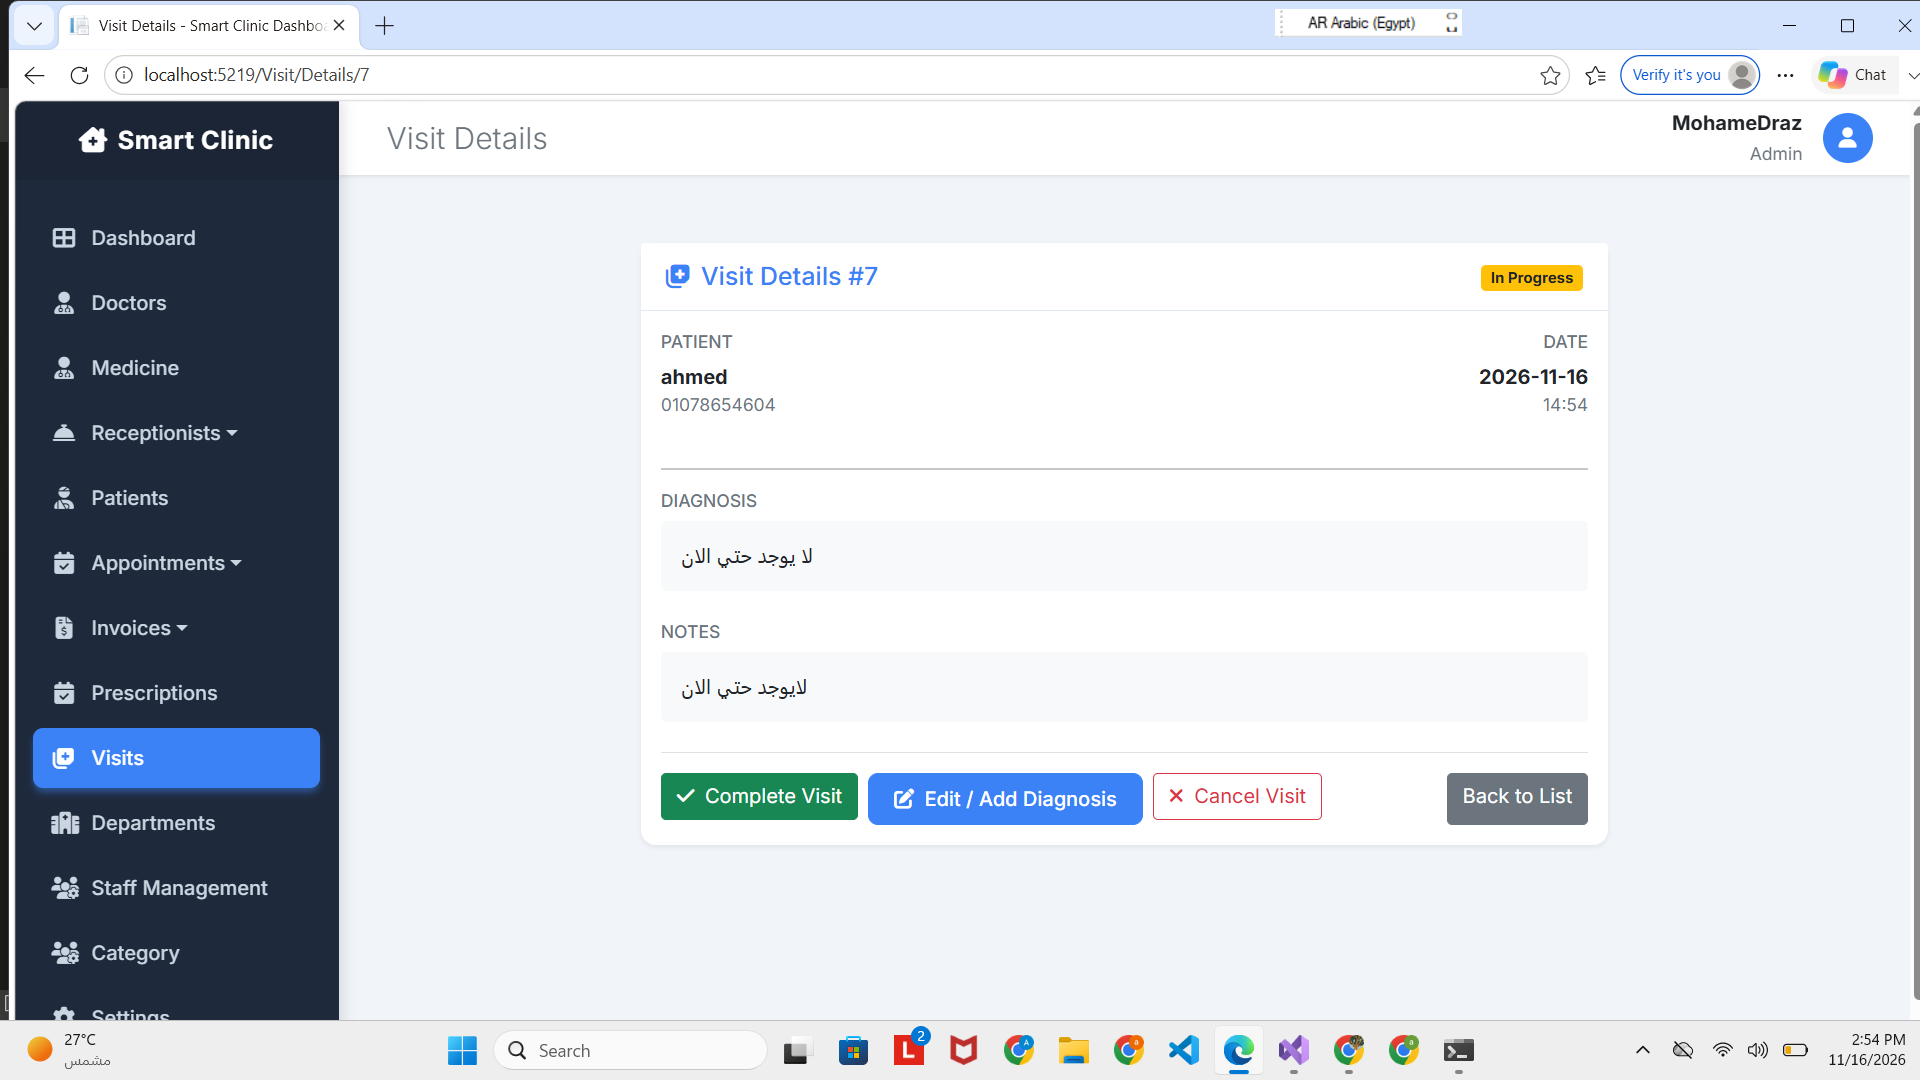 Visit Details - Smart Clinic Dashbo
AR Arabic (Egypt)
localhost:5219/Visit/Details/7
Verify it's you
Chat
Smart Clinic
Visit Details
MohameDraz
Admin
Dashboard
Doctors
Medicine
Receptionists
Patients
Appointments
Invoices
Prescriptions
Visits
Departments
Staff Management
Category
Settings
Visit Details #7
In Progress
PATIENT
DATE
ahmed
2026-11-16
01078654604
14:54
DIAGNOSIS
لا يوجد حتي الان
NOTES
لايوجد حتي الان
Complete Visit
Edit / Add Diagnosis
Cancel Visit
Back to List
27°C
مشمس
Search
2
2:54 PM
11/16/2026